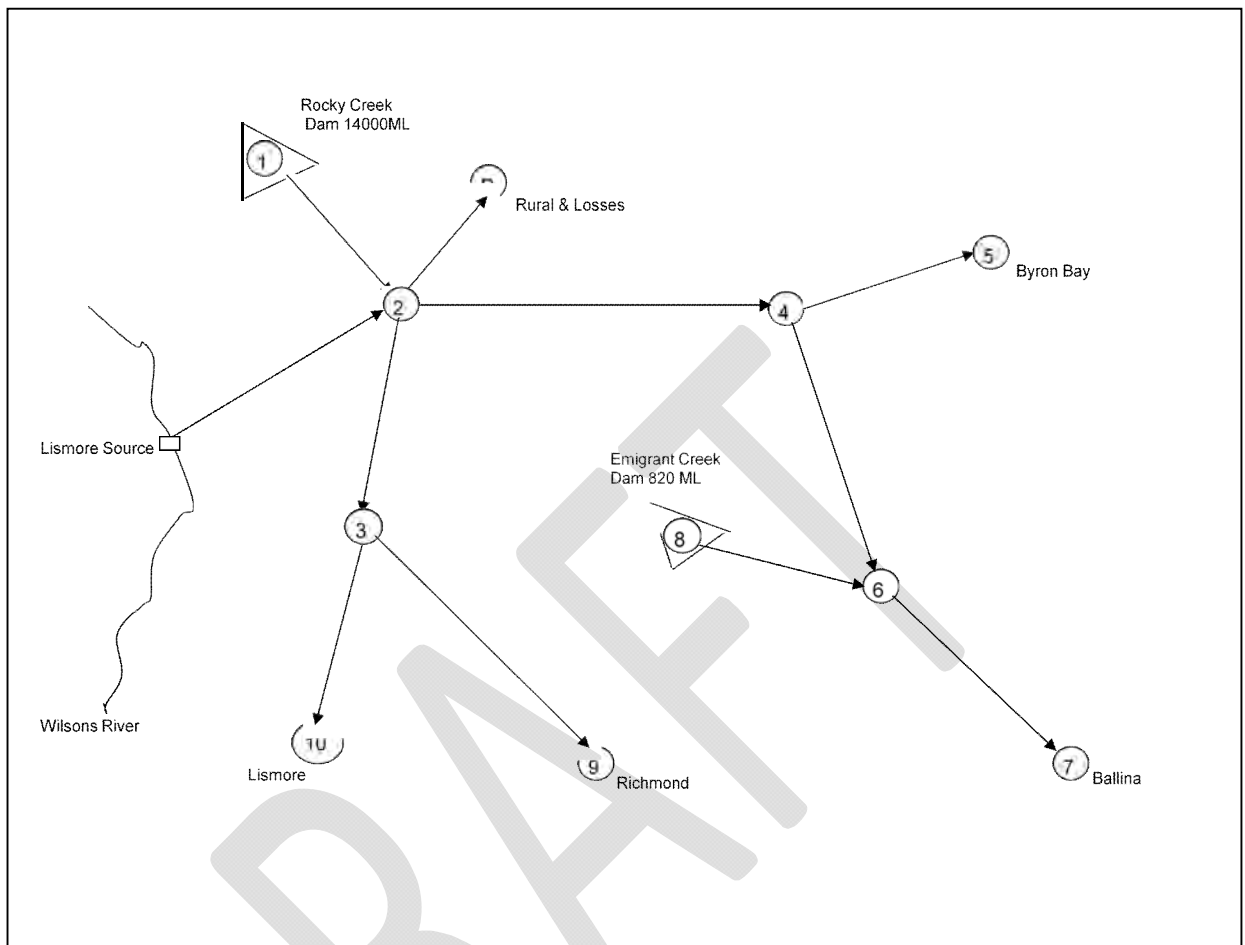 Rocky Creek
Dam 14000ML
1
Rural & Losses
5
Byron Bay
2
4
Lismore Source
Emigrant Creek
Dam 820 ML
3
8
6
Wilsons River
10
Lismore
9
Richmond
7
Ballina